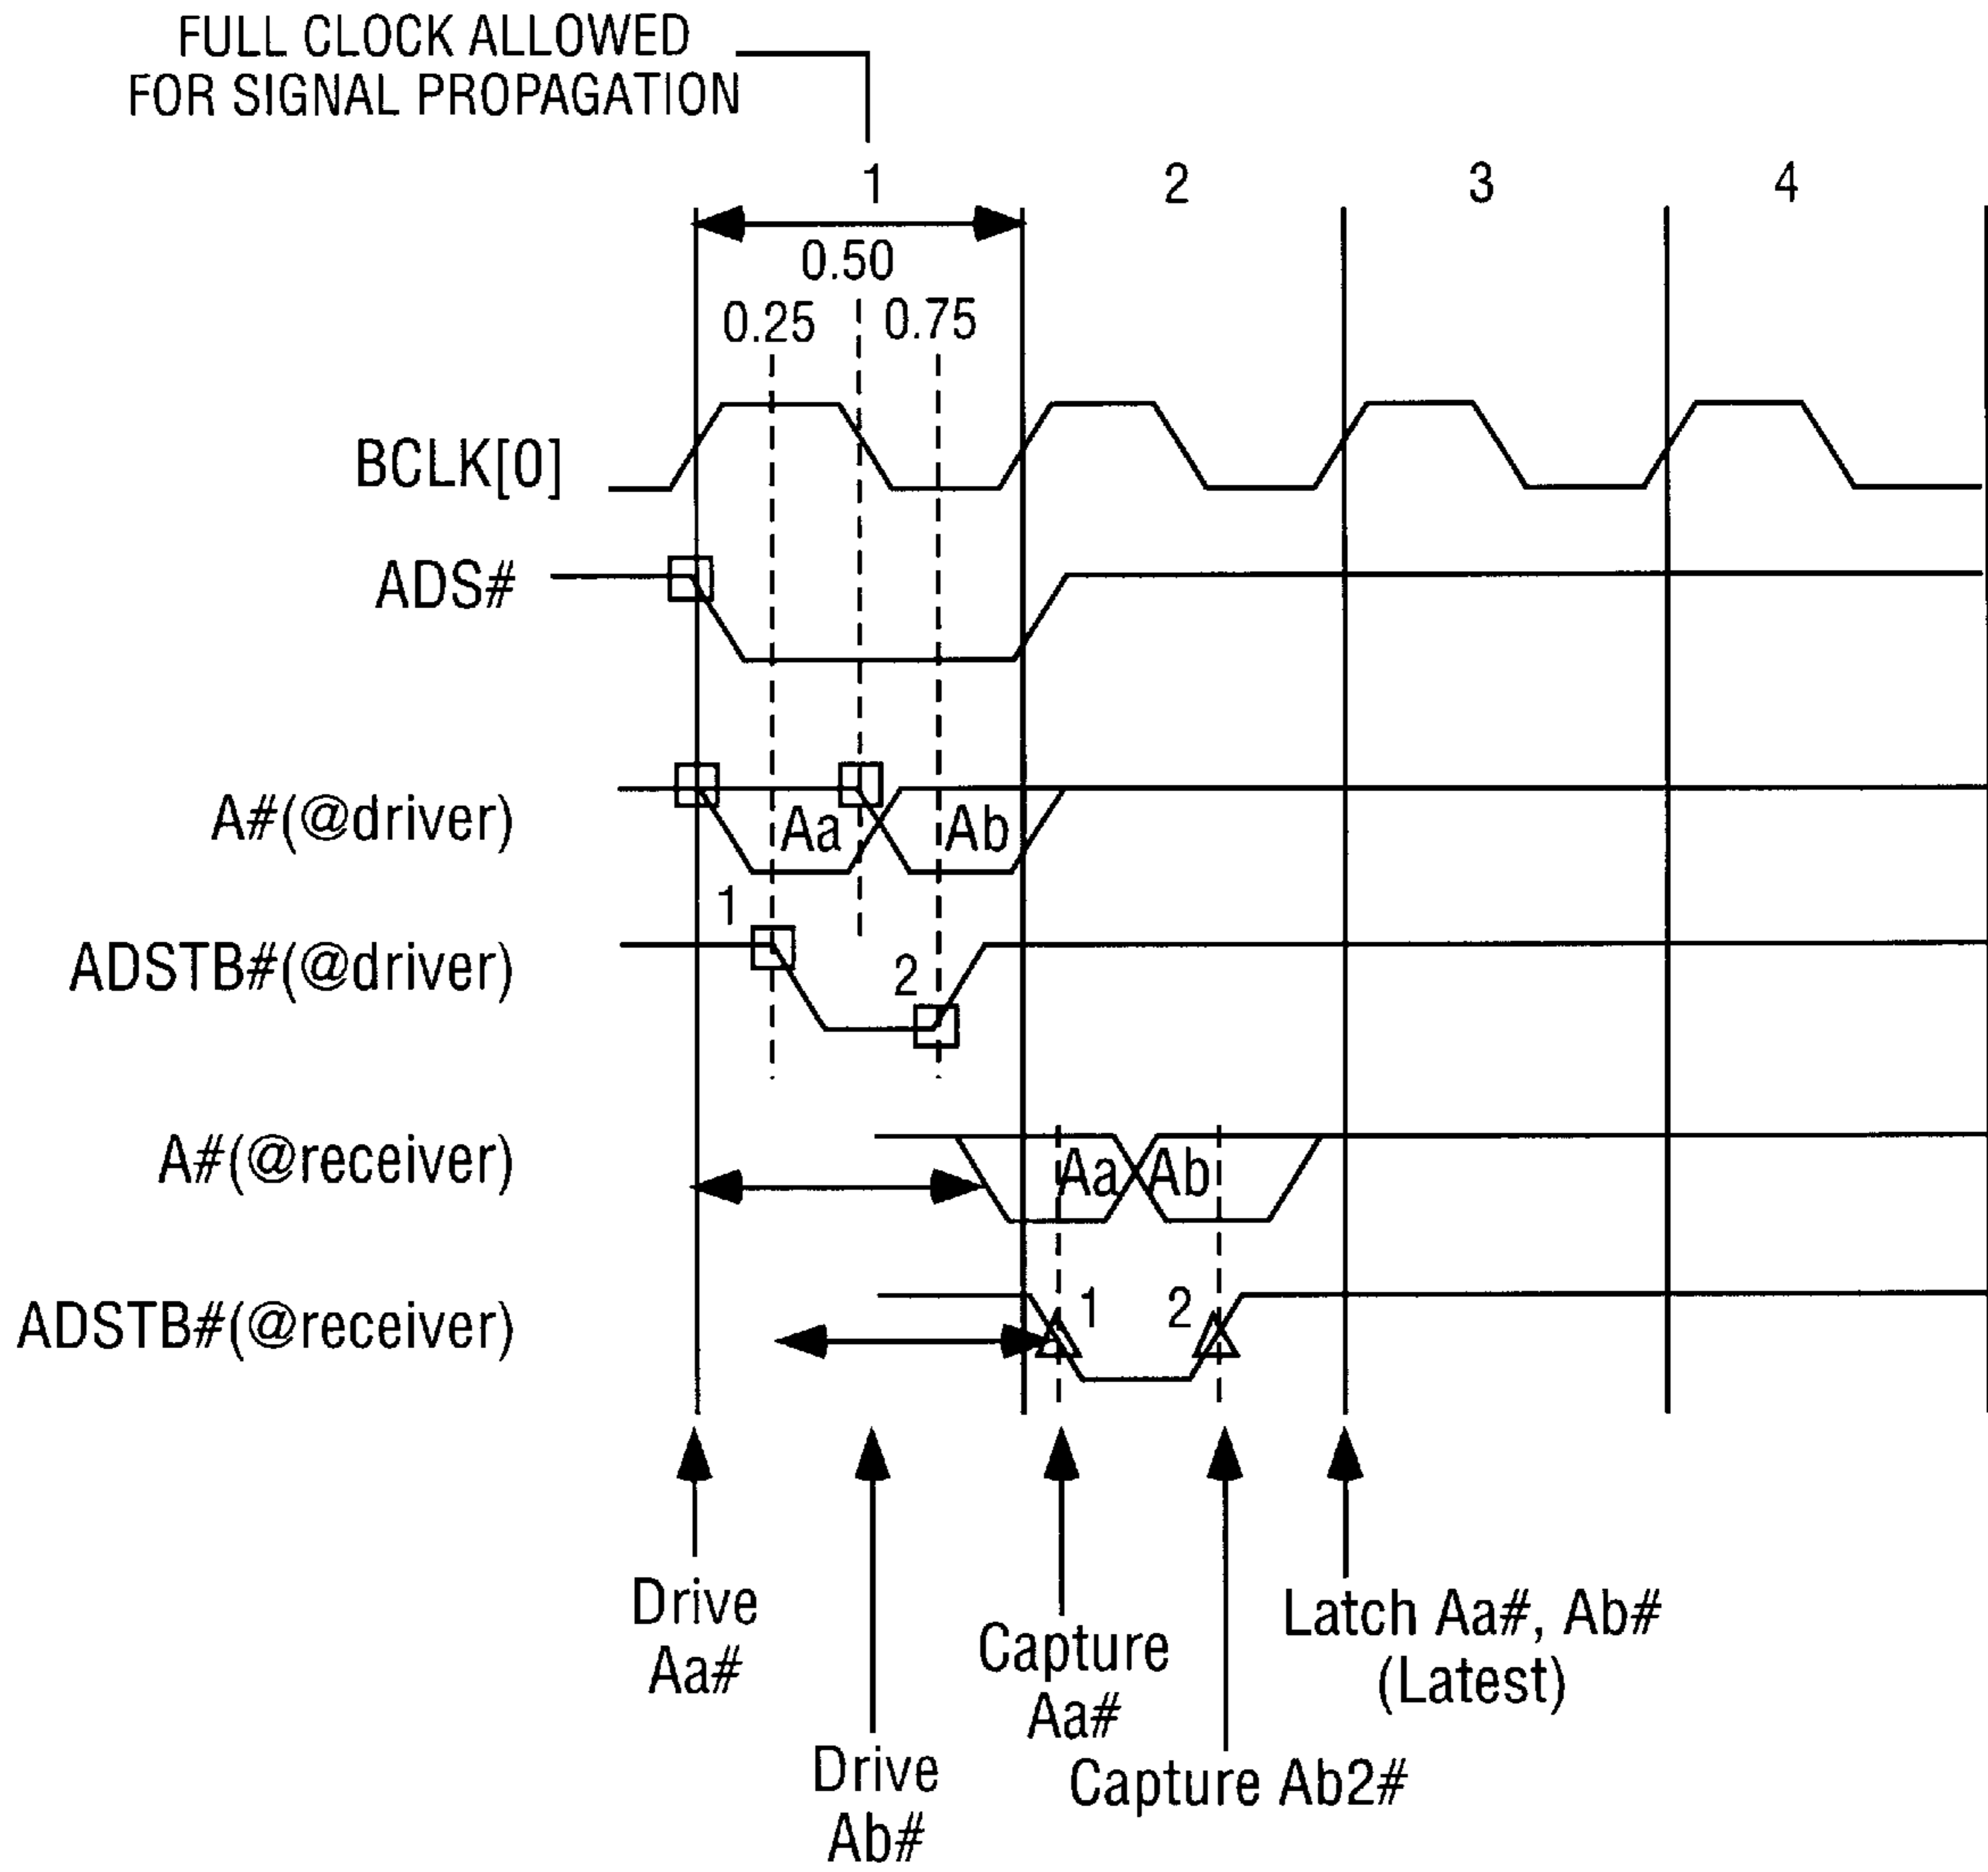 FULL CLOCK ALLOWED
FOR SIGNAL PROPAGATION
1 2 3 4
0.50
0.25 0.75
BCLK[0]
ADS#
A#(@driver) Aa Ab
1
ADSTB#(@driver) 2
A#(@receiver) Aa Ab
ADSTB#(@receiver) 1 2
Drive
Aa#
Drive
Ab#
Capture
Aa#
Capture Ab2#
Latch Aa#, Ab#
(Latest)